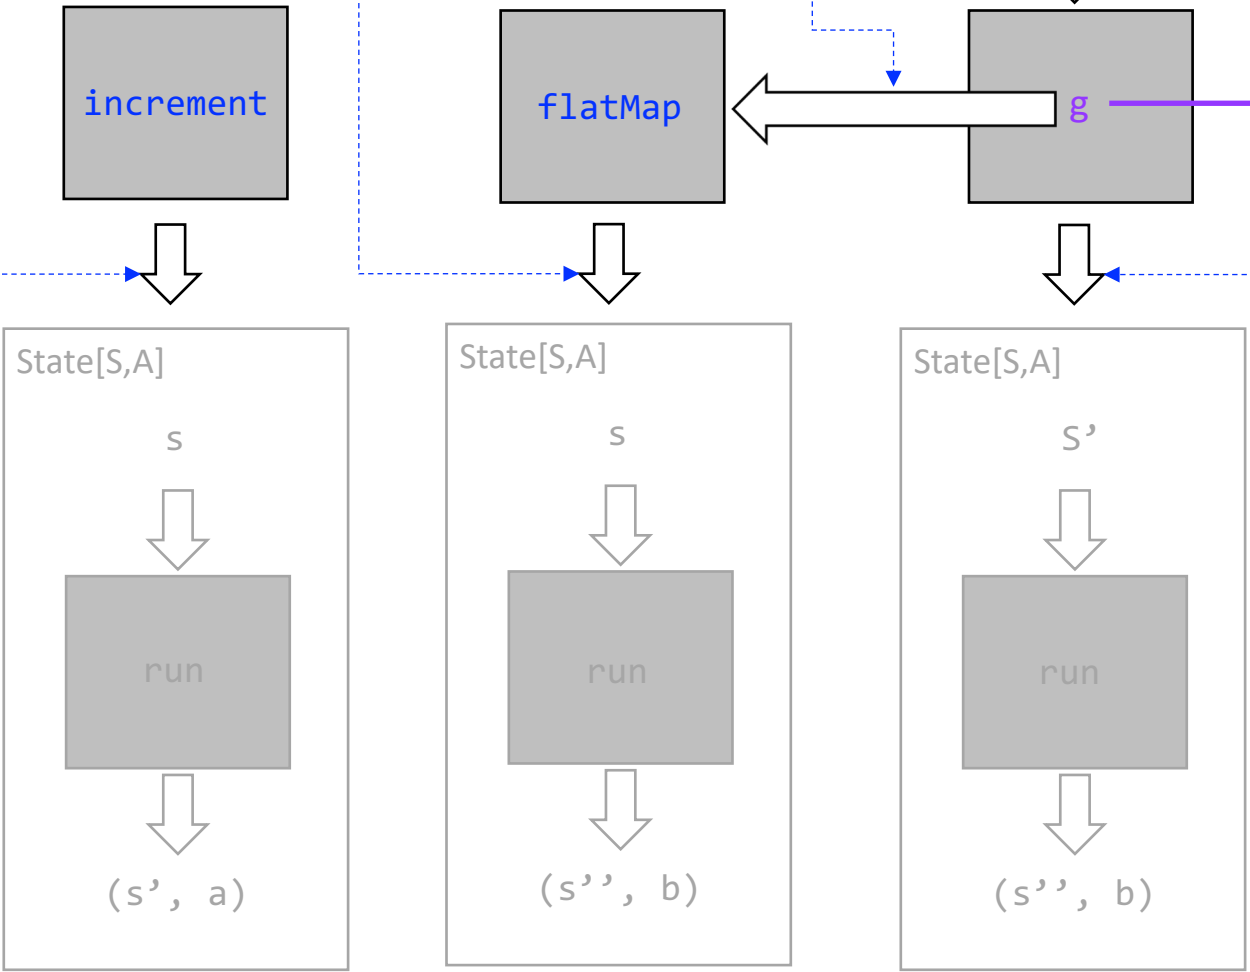 increment
flatMap
g
State[S,A]
s
run
(s’, a)
State[S,A]
s
run
(s’’, b)
State[S,A]
S’
run
(s’’, b)